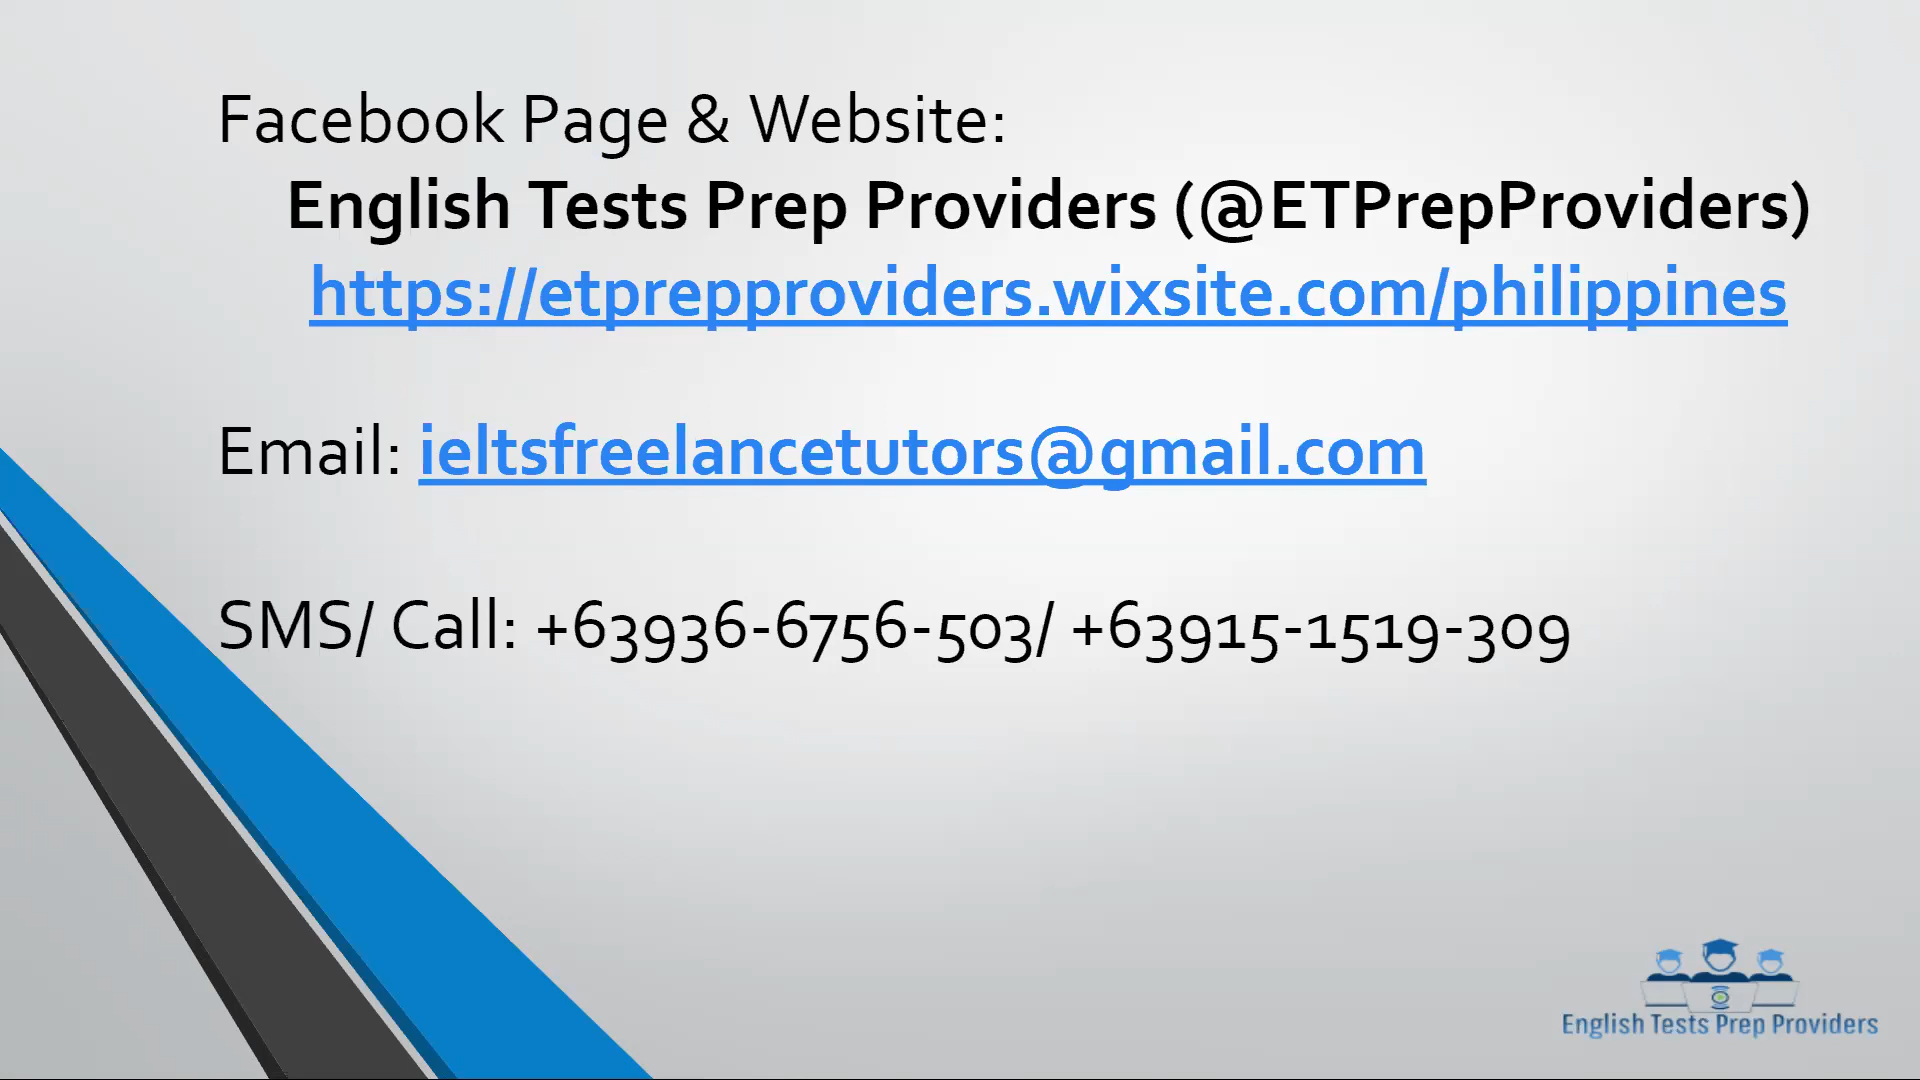 Facebook Page & Website:
English Tests Prep Providers (@ETPrepProviders)
https://etprepproviders.wixsite.com/philippines
Email: ieltsfreelancetutors@gmail.com
SMS/ Call: +63936-6756-503/ +63915-1519-309
English Tests Prep Providers